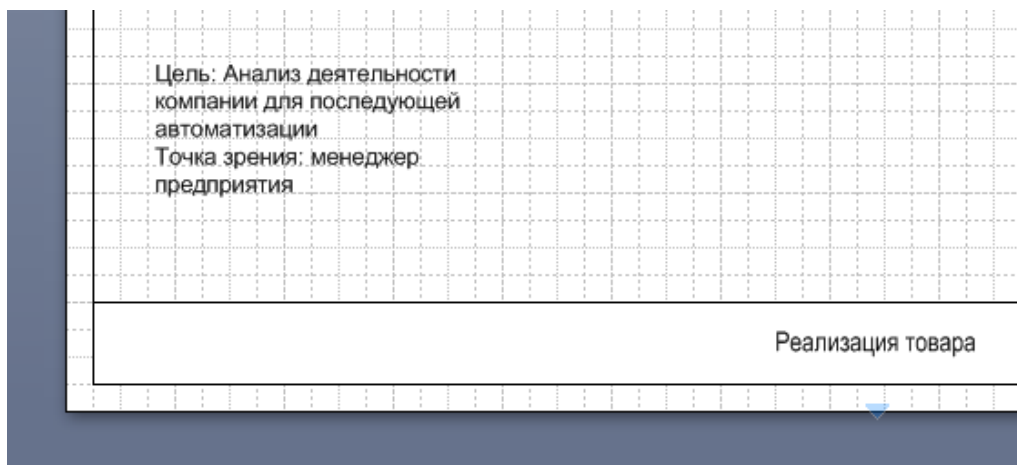 Цель: Анализ деятельности
компании для последующей
автоматизации
Точка зрения: менеджер
предприятия
Реализация товара